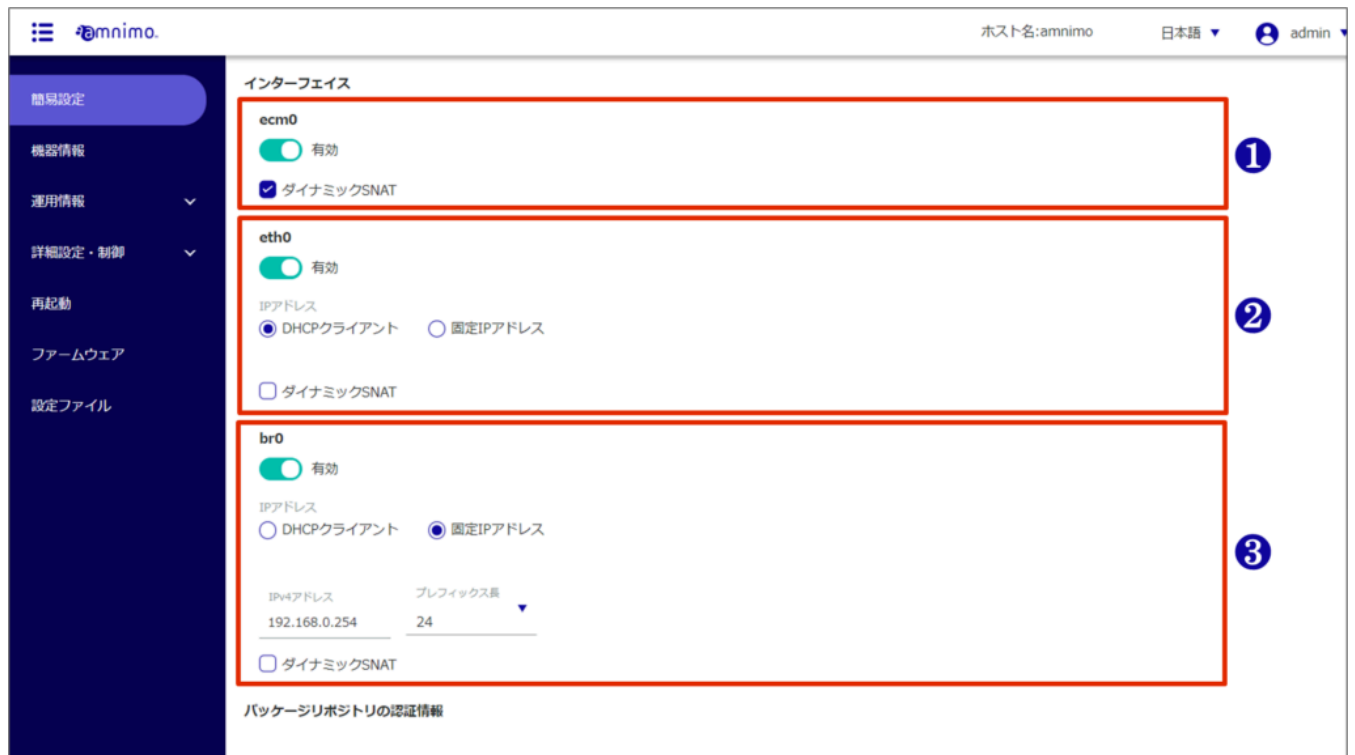 amnimo. ホスト名:amnimo 日本語 ▼ admin ▼
簡易設定
機器情報
運用情報
詳細設定・制御
再起動
ファームウェア
設定ファイル
インターフェイス
ecm0
有効
ダイナミックSNAT
❶
eth0
有効
IPアドレス
DHCPクライアント 固定IPアドレス
ダイナミックSNAT
❷
br0
有効
IPアドレス
DHCPクライアント 固定IPアドレス
IPv4アドレス プレフィックス長
192.168.0.254 24 ▼
ダイナミックSNAT
❸
パッケージリポジトリの認証情報